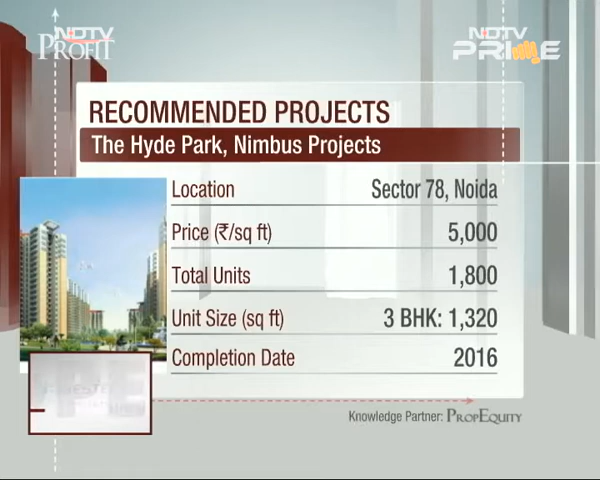 NDTV
PROFIT
NDTV
PRIME
RECOMMENDED PROJECTS
The Hyde Park, Nimbus Projects
Location Sector 78, Noida
Price (₹/sq ft) 5,000
Total Units 1,800
Unit Size (sq ft) 3 BHK: 1,320
Completion Date 2016
Knowledge Partner: PROPEQUITY